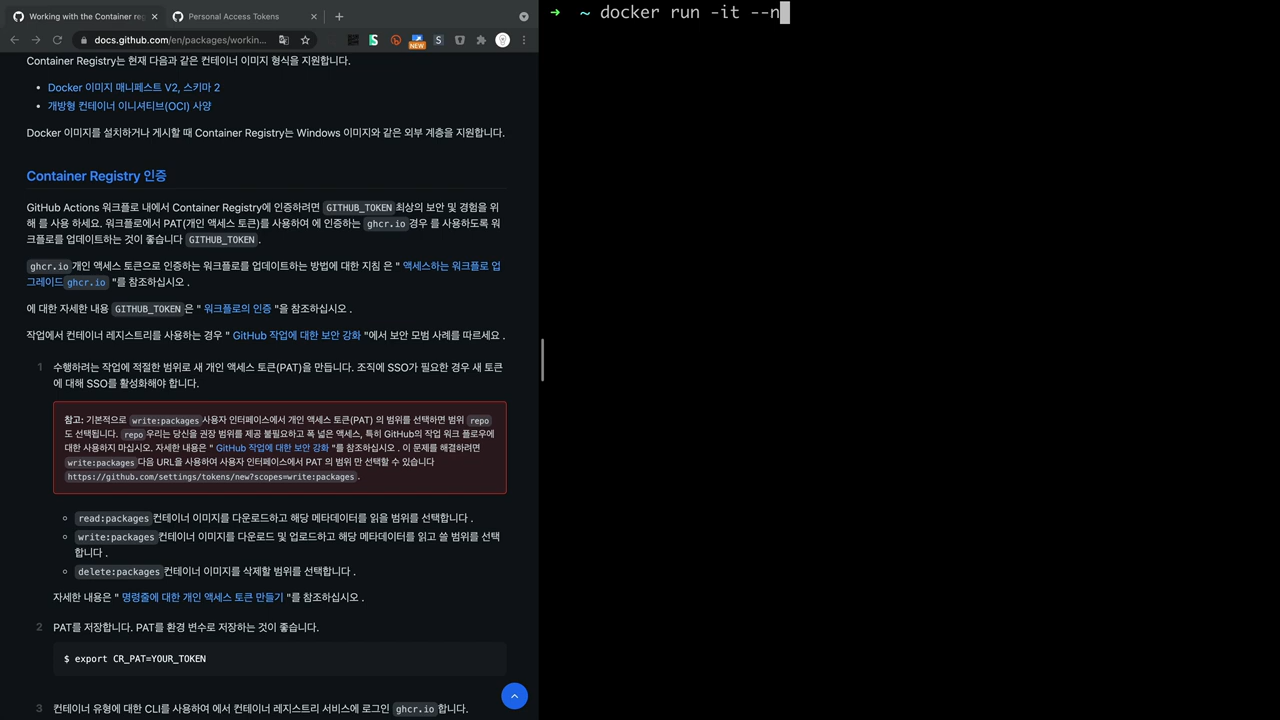 Working with the Container reg
Personal Access Tokens
docs.github.com/en/packages/workin...
NEW
Container Registry는 현재 다음과 같은 컨테이너 이미지 형식을 지원합니다.
Docker 이미지 매니페스트 V2, 스키마 2
개방형 컨테이너 이니셔티브(OCI) 사양
Docker 이미지를 설치하거나 게시할 때 Container Registry는 Windows 이미지와 같은 외부 계층을 지원합니다.
Container Registry 인증
GitHub Actions 워크플로 내에서 Container Registry에 인증하려면 GITHUB_TOKEN 최상의 보안 및 경험을 위
해 를 사용 하세요. 워크플로에서 PAT(개인 액세스 토큰)를 사용하여 에 인증하는 ghcr.io 경우 를 사용하도록 워
크플로를 업데이트하는 것이 좋습니다 GITHUB_TOKEN.
ghcr.io 개인 액세스 토큰으로 인증하는 워크플로를 업데이트하는 방법에 대한 지침 은 " 액세스하는 워크플로 업
그레이드 ghcr.io "를 참조하십시오 .
에 대한 자세한 내용 GITHUB_TOKEN 은 " 워크플로의 인증 "을 참조하십시오 .
작업에서 컨테이너 레지스트리를 사용하는 경우 " GitHub 작업에 대한 보안 강화 "에서 보안 모범 사례를 따르세요 .
1 수행하려는 작업에 적절한 범위로 새 개인 액세스 토큰(PAT)을 만듭니다. 조직에 SSO가 필요한 경우 새 토큰
에 대해 SSO를 활성화해야 합니다.
참고: 기본적으로 write:packages 사용자 인터페이스에서 개인 액세스 토큰(PAT) 의 범위를 선택하면 범위 repo
도 선택됩니다. repo 우리는 당신을 권장 범위를 제공 불필요하고 폭 넓은 액세스, 특히 GitHub의 작업 워크 플로우에
대한 사용하지 마십시오. 자세한 내용은 " GitHub 작업에 대한 보안 강화 "를 참조하십시오 . 이 문제를 해결하려면
write:packages 다음 URL을 사용하여 사용자 인터페이스에서 PAT 의 범위 만 선택할 수 있습니다
https://github.com/settings/tokens/new?scopes=write:packages.
read:packages 컨테이너 이미지를 다운로드하고 해당 메타데이터를 읽을 범위를 선택합니다 .
write:packages 컨테이너 이미지를 다운로드 및 업로드하고 해당 메타데이터를 읽고 쓸 범위를 선택
합니다 .
delete:packages 컨테이너 이미지를 삭제할 범위를 선택합니다 .
자세한 내용은 " 명령줄에 대한 개인 액세스 토큰 만들기 "를 참조하십시오 .
2 PAT를 저장합니다. PAT를 환경 변수로 저장하는 것이 좋습니다.
$ export CR_PAT=YOUR_TOKEN
3 컨테이너 유형에 대한 CLI를 사용하여 에서 컨테이너 레지스트리 서비스에 로그인 ghcr.io 합니다.
➜ ~ docker run -it --n